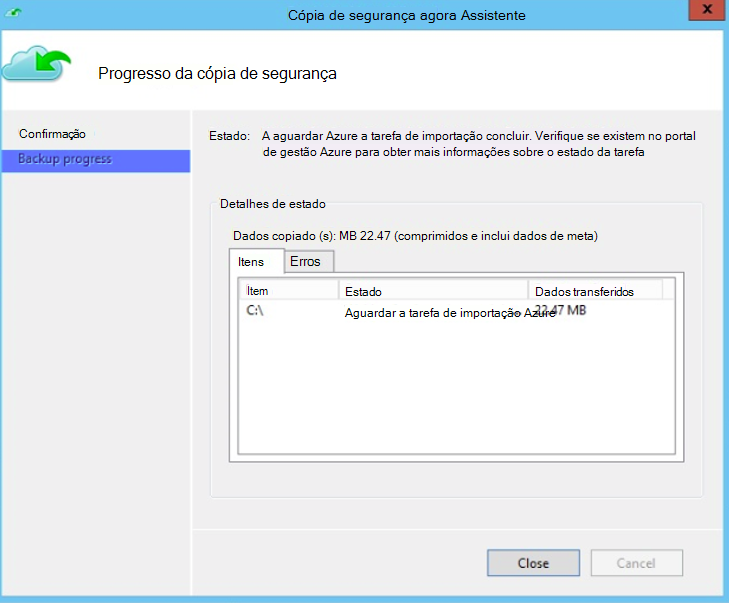 Cópia de segurança agora Assistente
x
Progresso da cópia de segurança
Confirmação
Backup progress
Estado: A aguardar Azure a tarefa de importação concluir. Verifique se existem no portal
de gestão Azure para obter mais informações sobre o estado da tarefa
Detalhes de estado
Dados copiado (s): MB 22.47 (comprimidos e inclui dados de meta)
Itens Erros
Item Estado Dados transferidos
C:\ Aguardar a tarefa de importação Azure 22.47 MB
Close Cancel